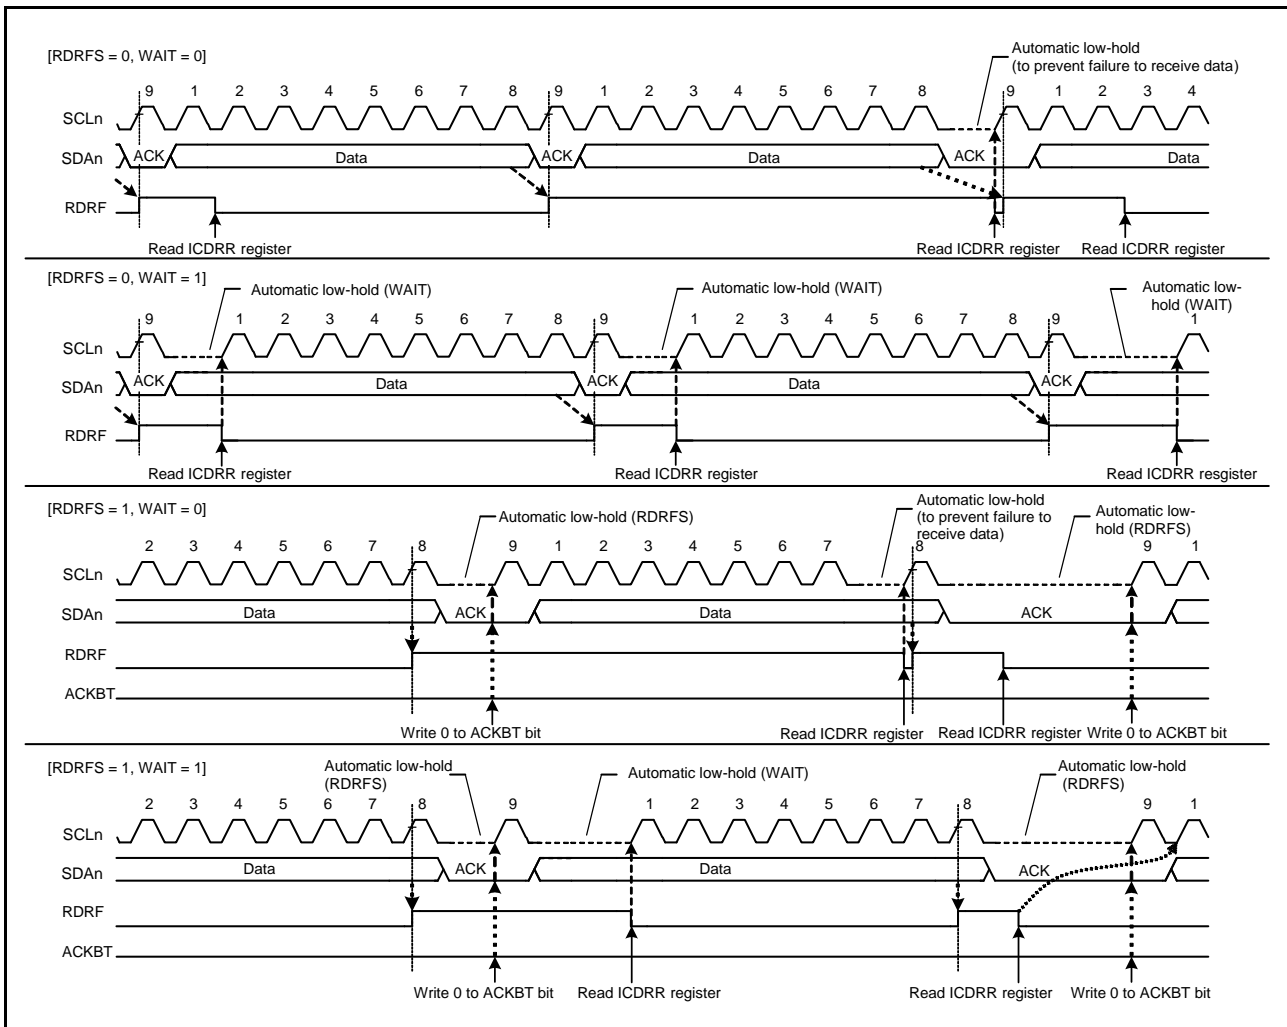 [RDRFS = 0, WAIT = 0]
Automatic low-hold
(to prevent failure to receive data)
9 1 2 3 4 5 6 7 8 9 1 2 3 4 5 6 7 8 9 1 2 3 4
SCLn
SDAn ACK Data ACK Data ACK Data
RDRF
Read ICDRR register Read ICDRR register Read ICDRR register
[RDRFS = 0, WAIT = 1]
Automatic low-hold (WAIT) Automatic low-hold (WAIT) Automatic low-
hold (WAIT)
9 1 2 3 4 5 6 7 8 9 1 2 3 4 5 6 7 8 9 1
SCLn
SDAn ACK Data ACK Data ACK
RDRF
Read ICDRR register Read ICDRR register Read ICDRR resgister
[RDRFS = 1, WAIT = 0]
Automatic low-hold (RDRFS)
Automatic low-hold
(to prevent failure to
receive data)
Automatic low-
hold (RDRFS)
2 3 4 5 6 7 8 9 1 2 3 4 5 6 7 8 9 1
SCLn
SDAn Data ACK Data ACK
RDRF
ACKBT
Write 0 to ACKBT bit Read ICDRR register Read ICDRR register Write 0 to ACKBT bit
[RDRFS = 1, WAIT = 1]
Automatic low-hold
(RDRFS)
Automatic low-hold (WAIT)
Automatic low-hold
(RDRFS)
2 3 4 5 6 7 8 9 1 2 3 4 5 6 7 8 9 1
SCLn
SDAn Data ACK Data ACK
RDRF
ACKBT
Write 0 to ACKBT bit Read ICDRR register Read ICDRR register Write 0 to ACKBT bit